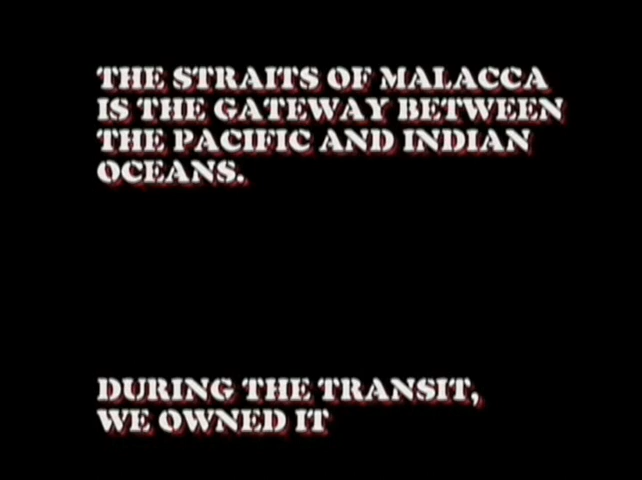 THE STRAITS OF MALACCA
IS THE GATEWAY BETWEEN
THE PACIFIC AND INDIAN
OCEANS.
DURING THE TRANSIT,
WE OWNED IT